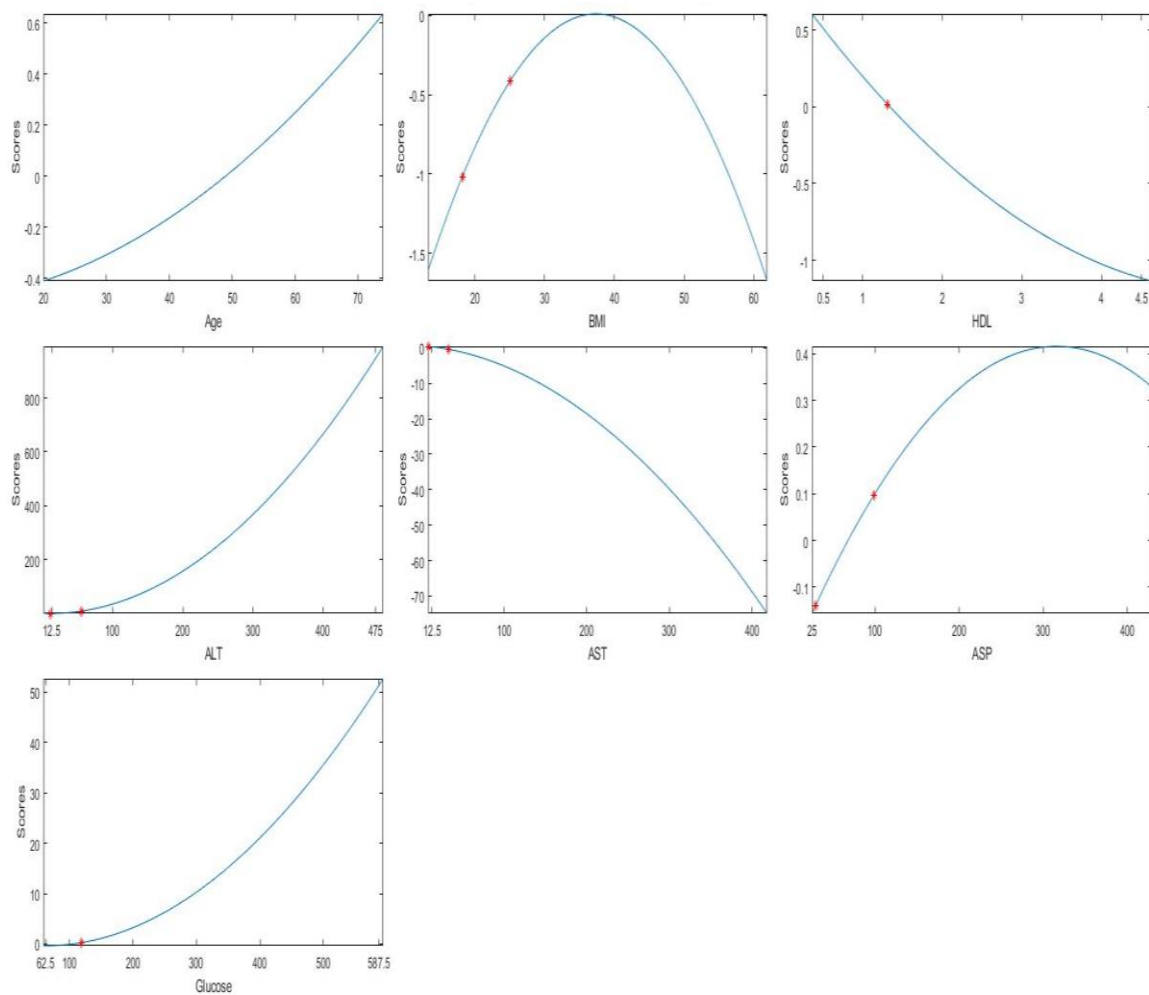 0.6
0.4
0.2
0
-0.2
-0.4
Scores
20 30 40 50 60 70
Age
0
-0.5
-1
-1.5
Scores
20 30 40 50 60
BMI
0.5
0
-0.5
-1
Scores
0.5 1 2 3 4 4.5
HDL
800
600
400
200
Scores
12.5 100 200 300 400 475
ALT
0
-10
-20
-30
-40
-50
-60
-70
Scores
12.5 100 200 300 400
AST
0.4
0.3
0.2
0.1
0
-0.1
Scores
25 100 200 300 400
ASP
50
40
30
20
10
0
Scores
62.5 100 200 300 400 500 587.5
Glucose